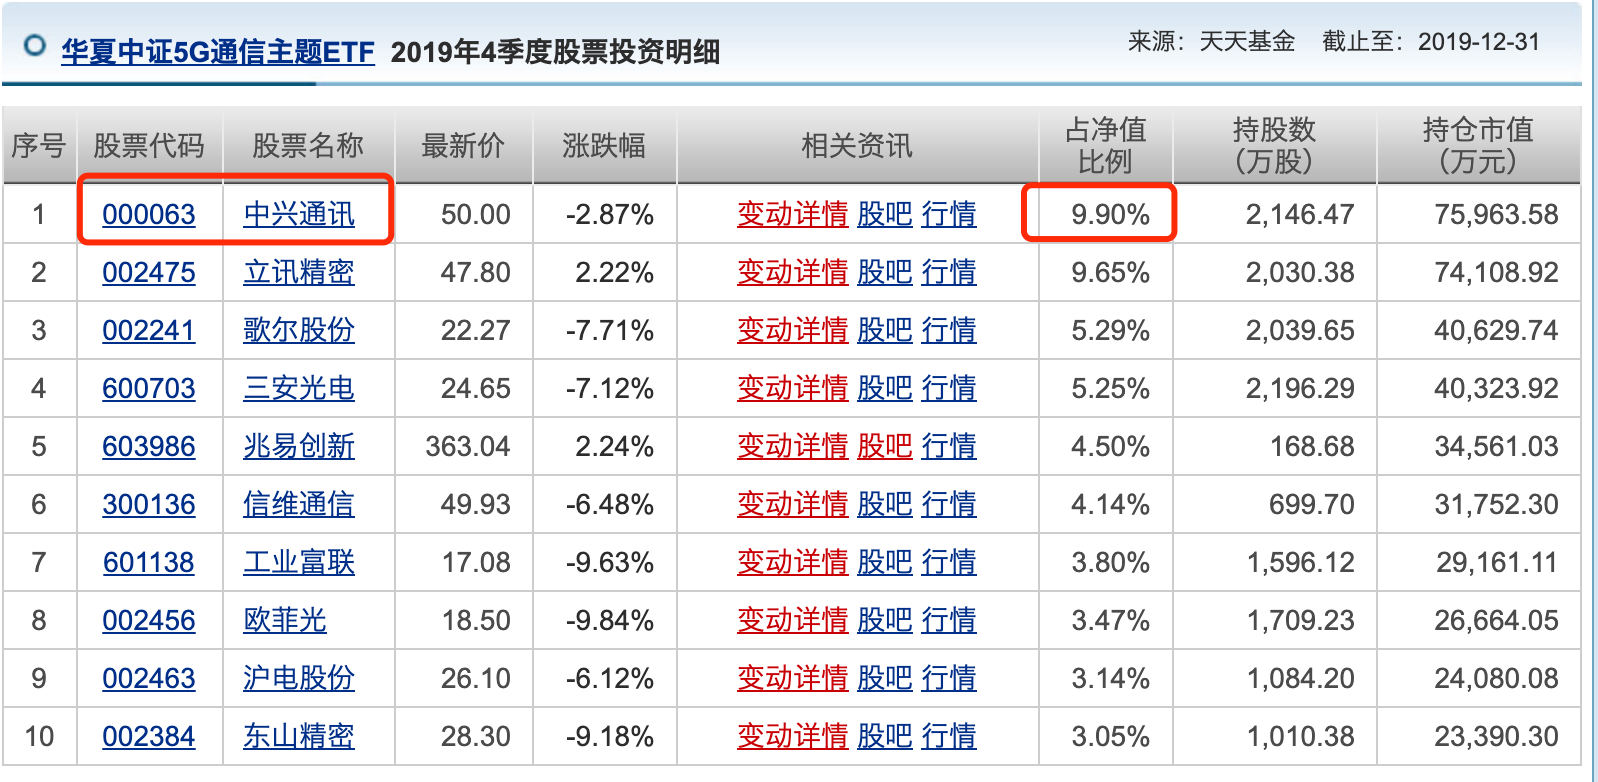 华夏中证5G通信主题ETF 2019年4季度股票投资明细 来源：天天基金 截止至：2019-12-31
序号 股票代码 股票名称 最新价 涨跌幅 相关资讯 占净值比例 持股数（万股） 持仓市值（万元）
1 000063 中兴通讯 50.00 -2.87% 变动详情 股吧 行情 9.90% 2,146.47 75,963.58
2 002475 立讯精密 47.80 2.22% 变动详情 股吧 行情 9.65% 2,030.38 74,108.92
3 002241 歌尔股份 22.27 -7.71% 变动详情 股吧 行情 5.29% 2,039.65 40,629.74
4 600703 三安光电 24.65 -7.12% 变动详情 股吧 行情 5.25% 2,196.29 40,323.92
5 603986 兆易创新 363.04 2.24% 变动详情 股吧 行情 4.50% 168.68 34,561.03
6 300136 信维通信 49.93 -6.48% 变动详情 股吧 行情 4.14% 699.70 31,752.30
7 601138 工业富联 17.08 -9.63% 变动详情 股吧 行情 3.80% 1,596.12 29,161.11
8 002456 欧菲光 18.50 -9.84% 变动详情 股吧 行情 3.47% 1,709.23 26,664.05
9 002463 沪电股份 26.10 -6.12% 变动详情 股吧 行情 3.14% 1,084.20 24,080.08
10 002384 东山精密 28.30 -9.18% 变动详情 股吧 行情 3.05% 1,010.38 23,390.30